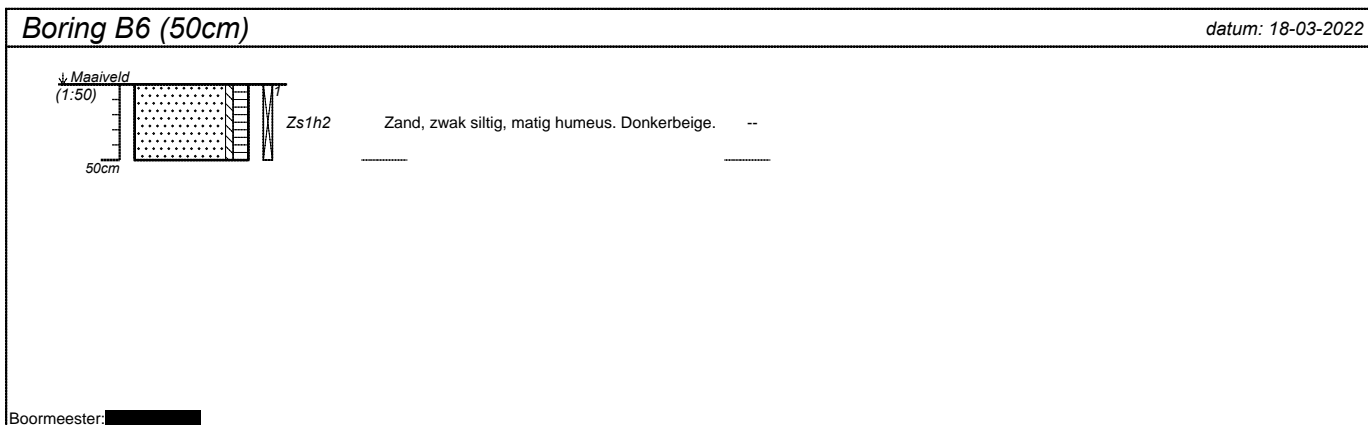 Boring B6 (50cm)
datum: 18-03-2022
Maaiveld
(1:50)
1
Zs1h2 Zand, zwak siltig, matig humeus. Donkerbeige. --
50cm
Boormeester: